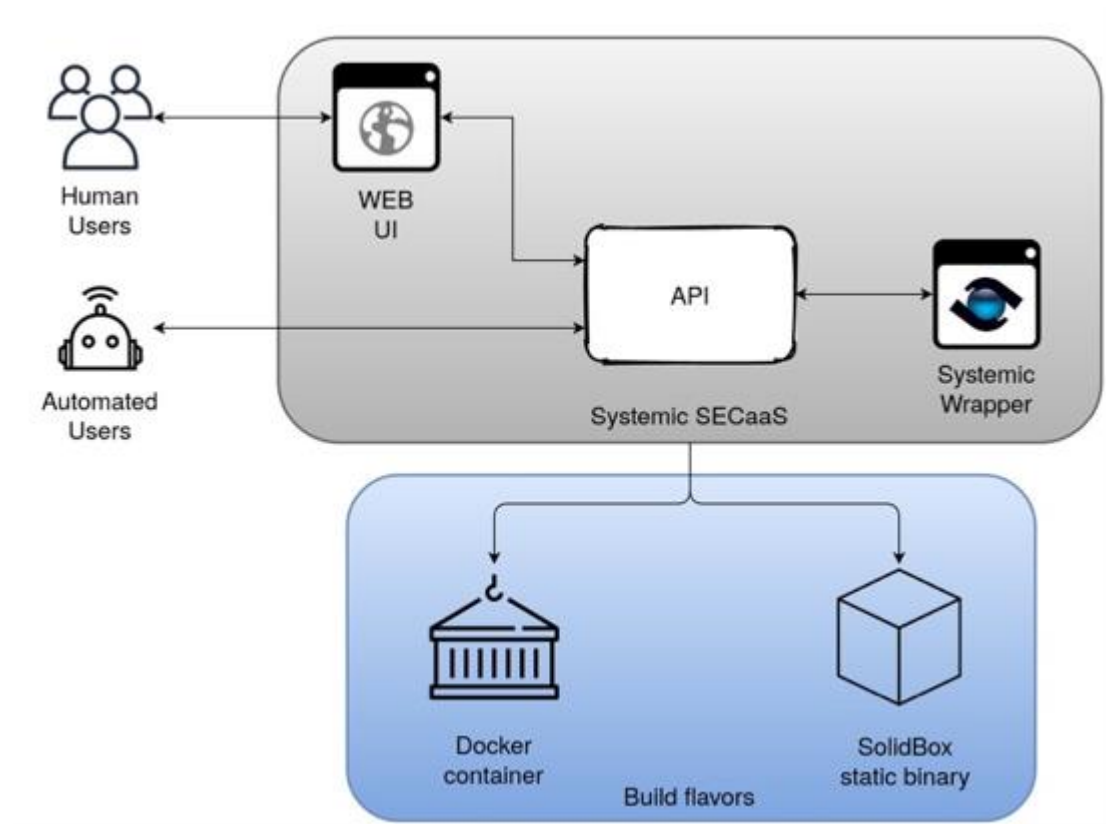 Human
Users
WEB
UI
API
Automated
Users
Systemic
Wrapper
Systemic SECaaS
Docker
container
SolidBox
static binary
Build flavors